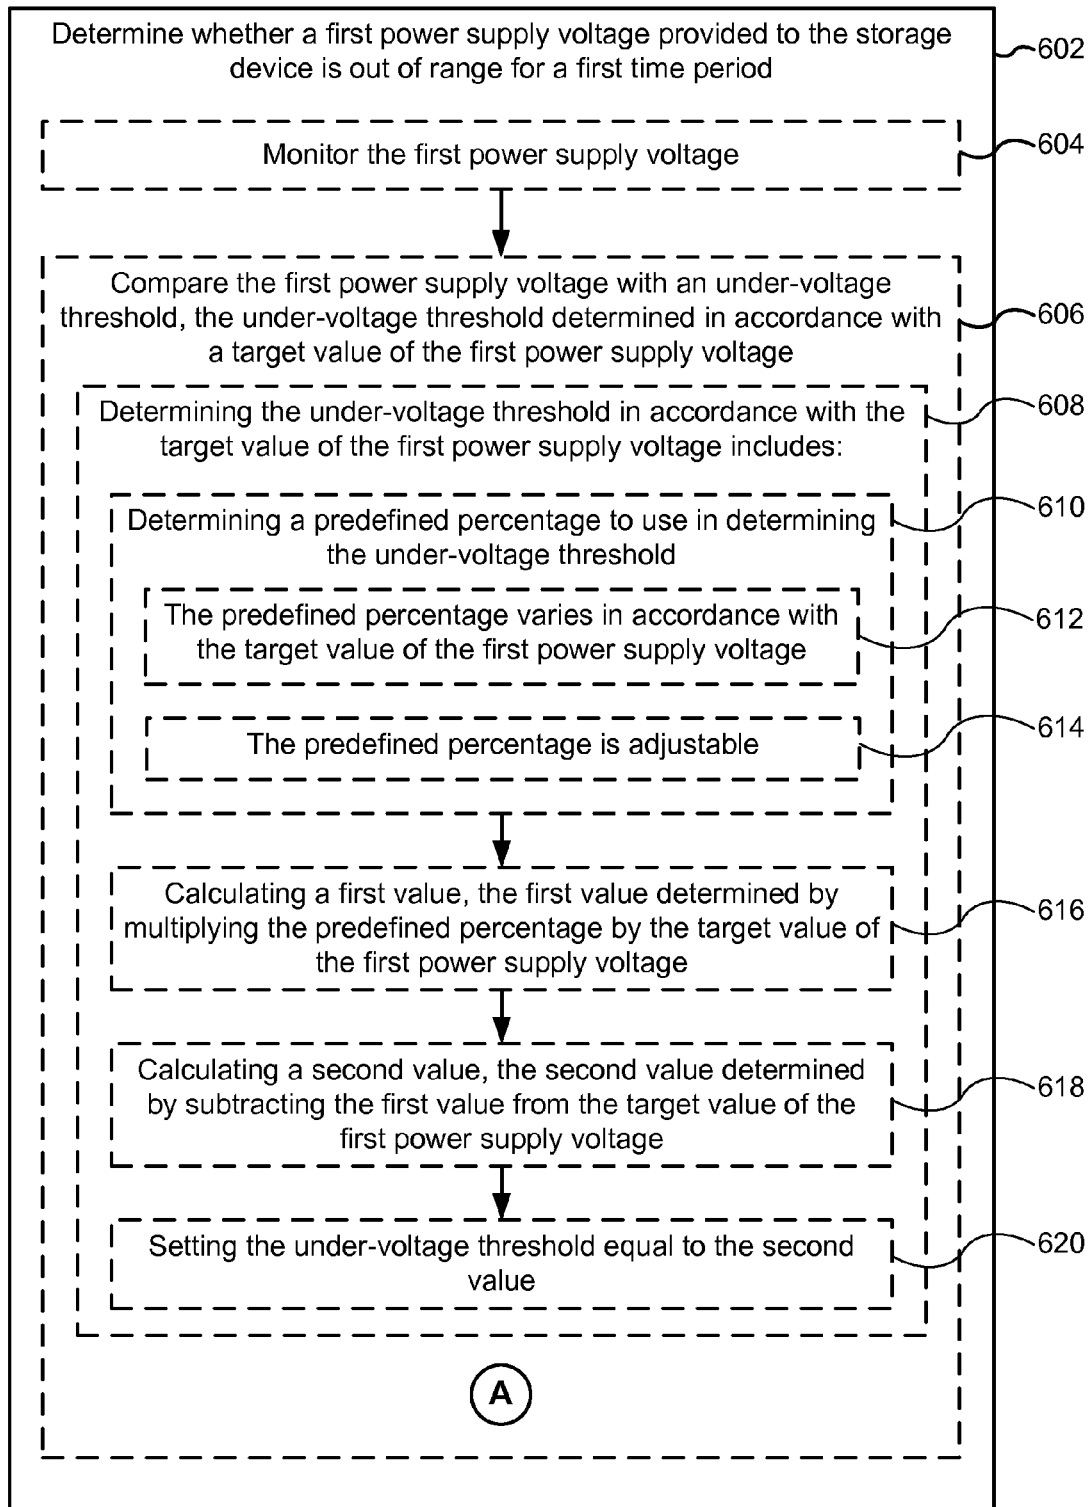 Determine whether a first power supply voltage provided to the storage
device is out of range for a first time period
602
Monitor the first power supply voltage
604
Compare the first power supply voltage with an under-voltage
threshold, the under-voltage threshold determined in accordance with
a target value of the first power supply voltage
606
Determining the under-voltage threshold in accordance with the
target value of the first power supply voltage includes:
608
Determining a predefined percentage to use in determining
the under-voltage threshold
610
The predefined percentage varies in accordance with
the target value of the first power supply voltage
612
The predefined percentage is adjustable
614
Calculating a first value, the first value determined by
multiplying the predefined percentage by the target value of
the first power supply voltage
616
Calculating a second value, the second value determined
by subtracting the first value from the target value of the
first power supply voltage
618
Setting the under-voltage threshold equal to the second
value
620
A